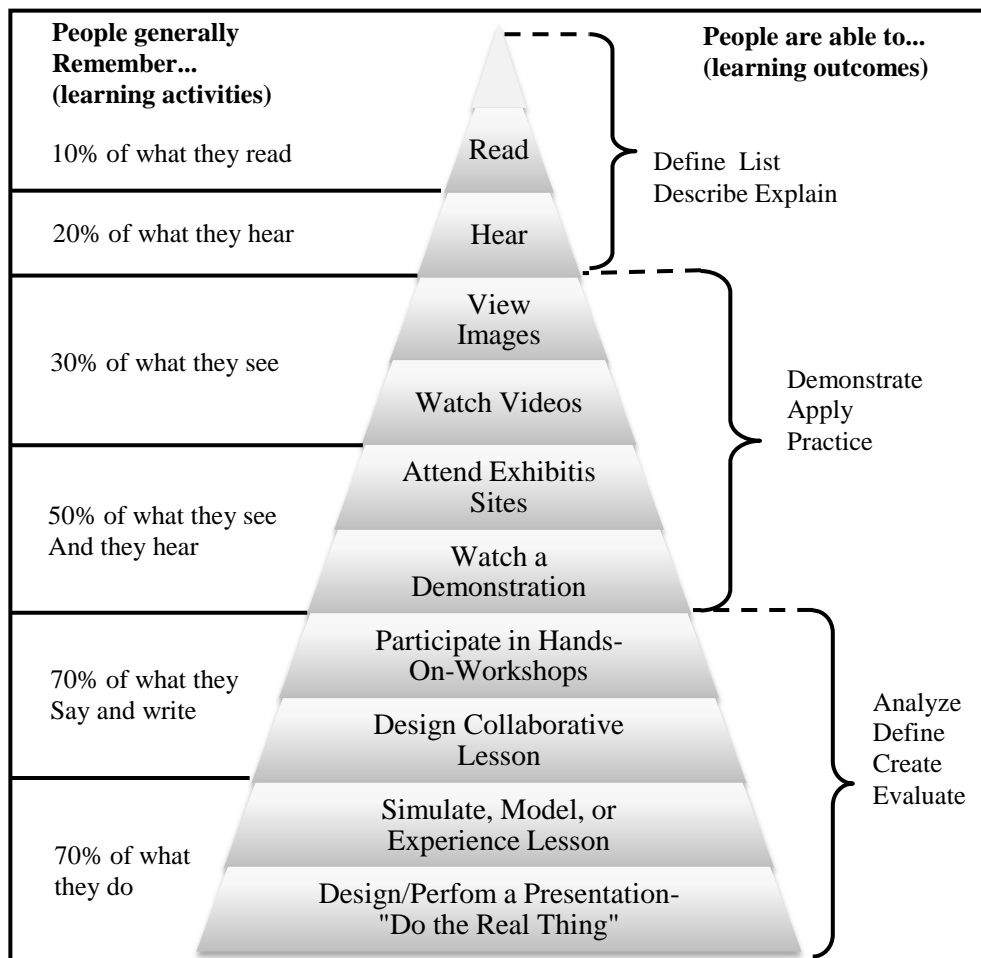 People generally
Remember...
(learning activities)
People are able to...
(learning outcomes)
10% of what they read
Read
Define List
Describe Explain
20% of what they hear
Hear
30% of what they see
View
Images
Watch Videos
Demonstrate
Apply
Practice
50% of what they see
And they hear
Attend Exhibitis
Sites
Watch a
Demonstration
70% of what they
Say and write
Participate in Hands-
On-Workshops
Design Collaborative
Lesson
Analyze
Define
Create
Evaluate
70% of what
they do
Simulate, Model, or
Experience Lesson
Design/Perfom a Presentation-
"Do the Real Thing"